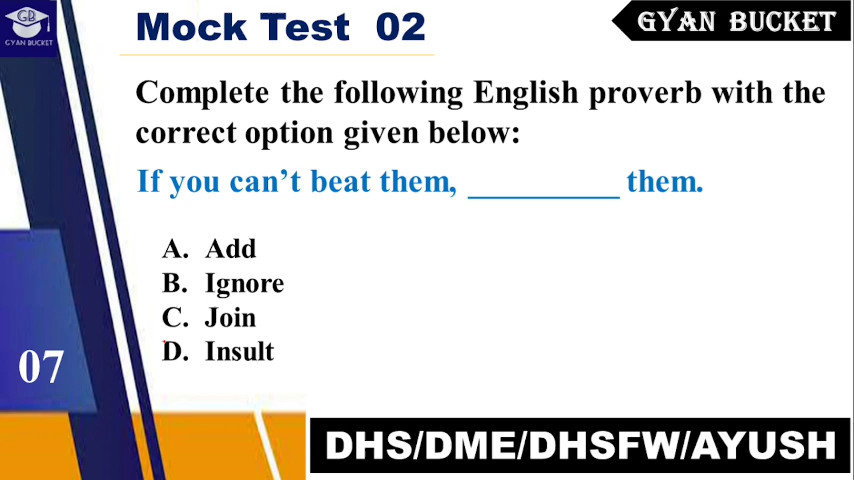 GB
GYAN BUCKET
Mock Test 02
GYAN BUCKET
Complete the following English proverb with the
correct option given below:
If you can’t beat them, __________ them.
A. Add
B. Ignore
C. Join
D. Insult
07
DHS/DME/DHSFW/AYUSH